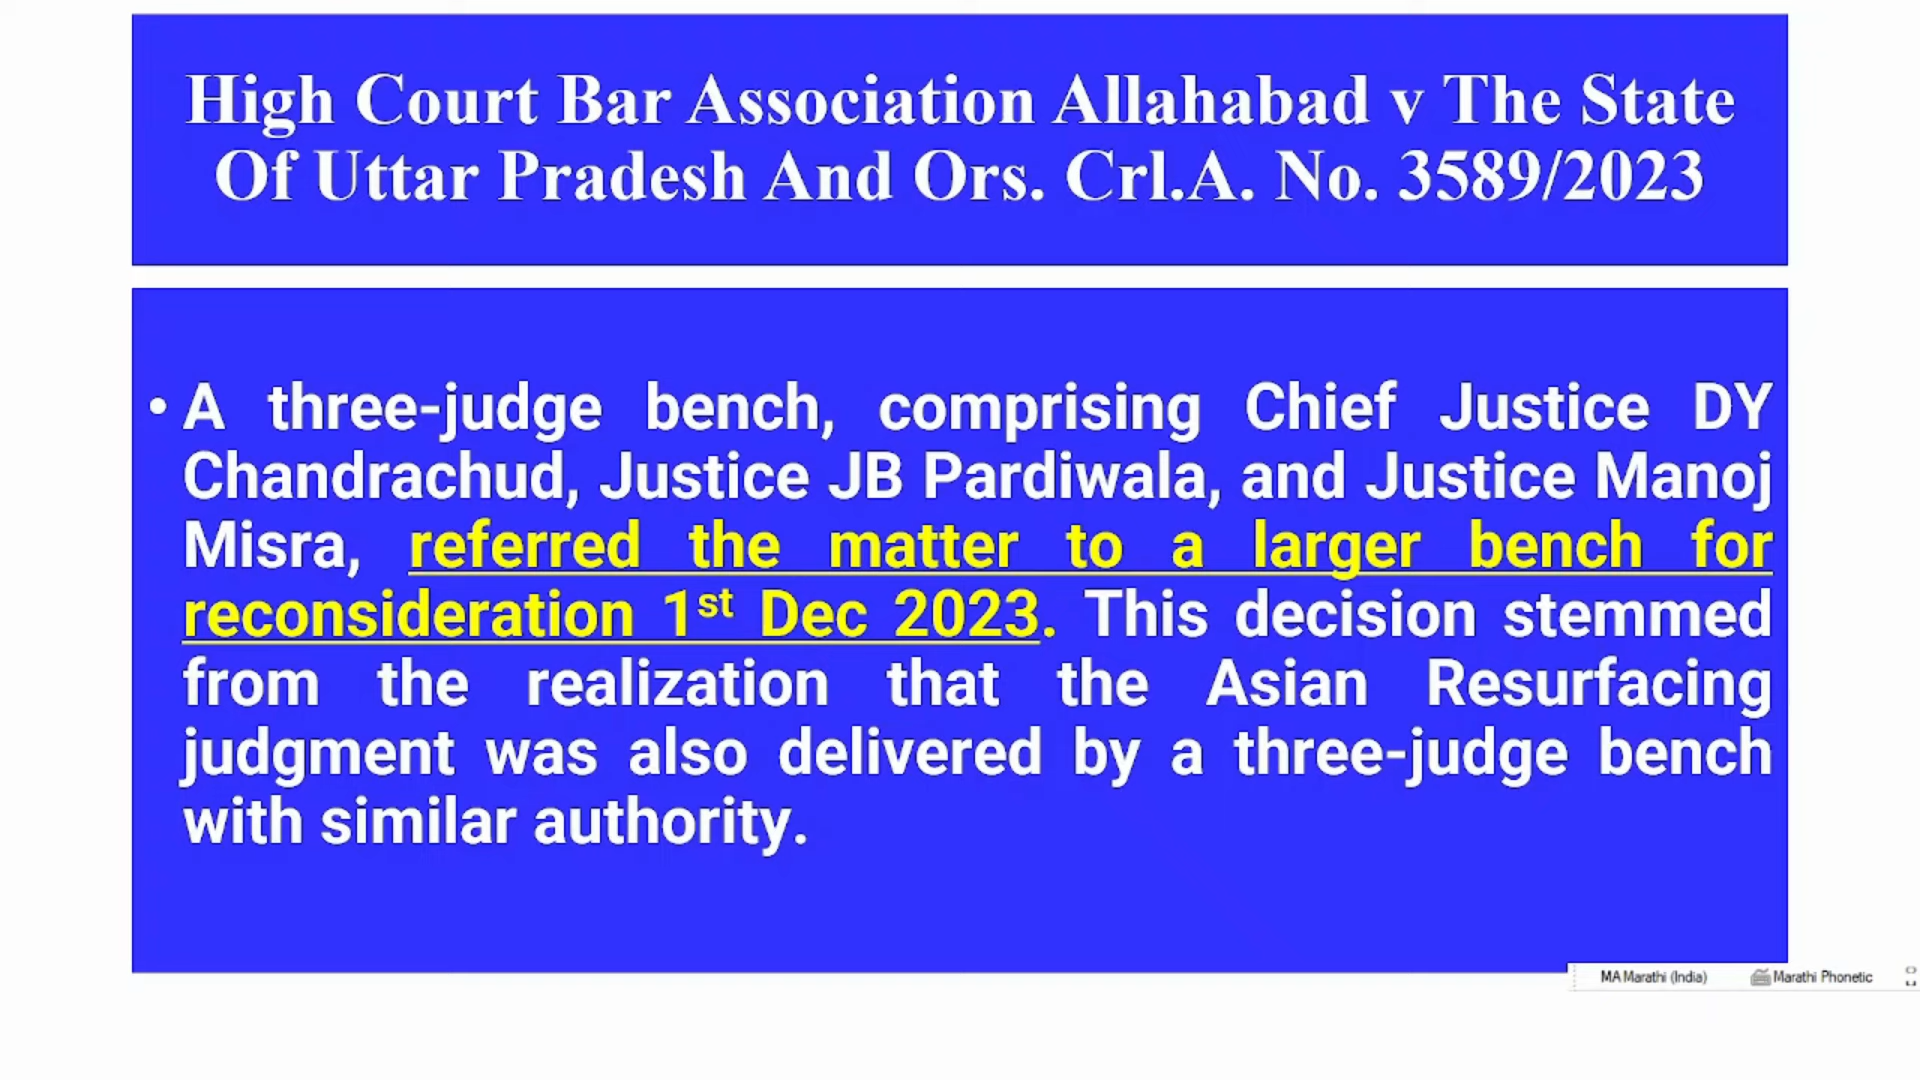 High Court Bar Association Allahabad v The State
Of Uttar Pradesh And Ors. Crl.A. No. 3589/2023
• A three-judge bench, comprising Chief Justice DY
Chandrachud, Justice JB Pardiwala, and Justice Manoj
Misra, referred the matter to a larger bench for
reconsideration 1st Dec 2023. This decision stemmed
from the realization that the Asian Resurfacing
judgment was also delivered by a three-judge bench
with similar authority.
MA Marathi (India) Marathi Phonetic